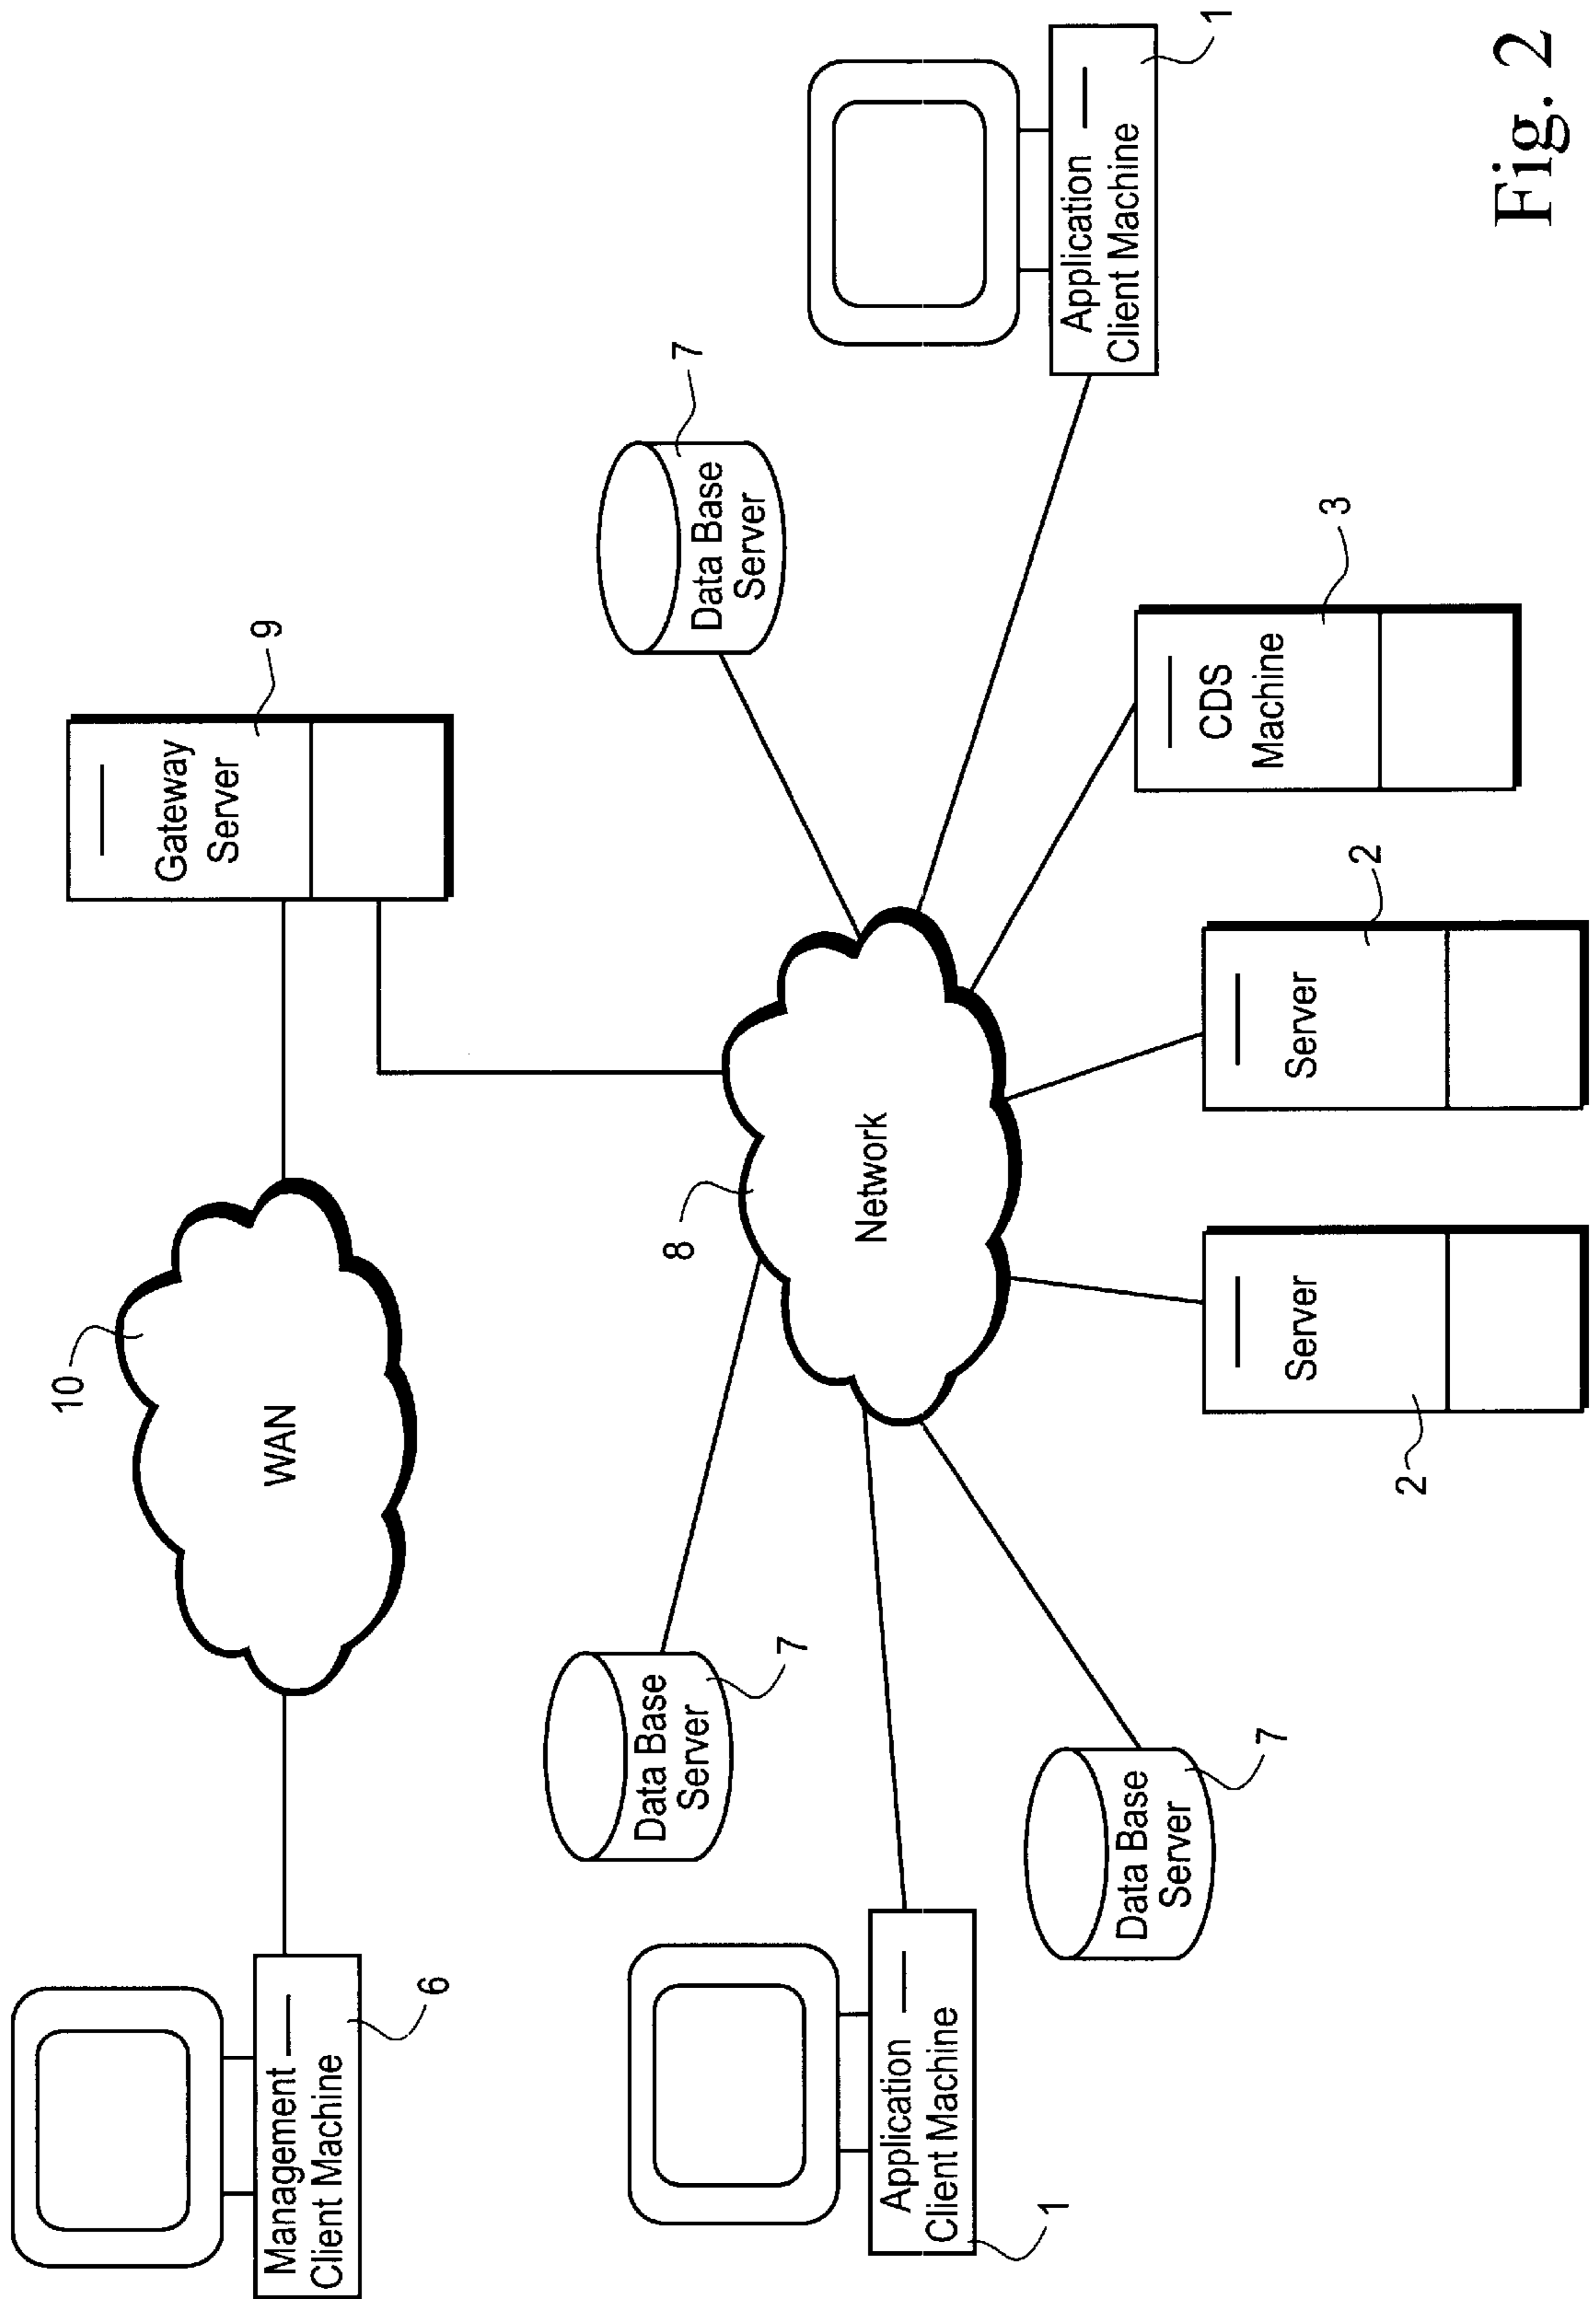 10
9
Gateway
Server
WAN
Management
Client Machine
6
7
Data Base
Server
8
Network
Data Base
Server
7
Application
Client Machine
1
Application
Client Machine
1
Data Base
Server
7
CDS
Machine
3
Server
2
Server
2
Fig. 2